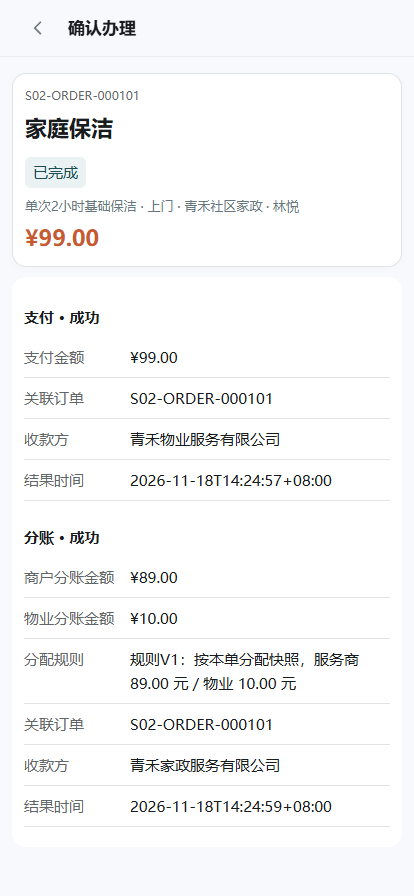 确认办理
S02-ORDER-000101
家庭保洁
已完成
单次2小时基础保洁 · 上门 · 青禾社区家政 · 林悦
¥99.00
支付 • 成功
支付金额 ¥99.00
关联订单 S02-ORDER-000101
收款方 青禾物业服务有限公司
结果时间 2026-11-18T14:24:57+08:00
分账 • 成功
商户分账金额 ¥89.00
物业分账金额 ¥10.00
分配规则 规则V1：按本单分配快照，服务商
89.00 元 / 物业 10.00 元
关联订单 S02-ORDER-000101
收款方 青禾家政服务有限公司
结果时间 2026-11-18T14:24:59+08:00